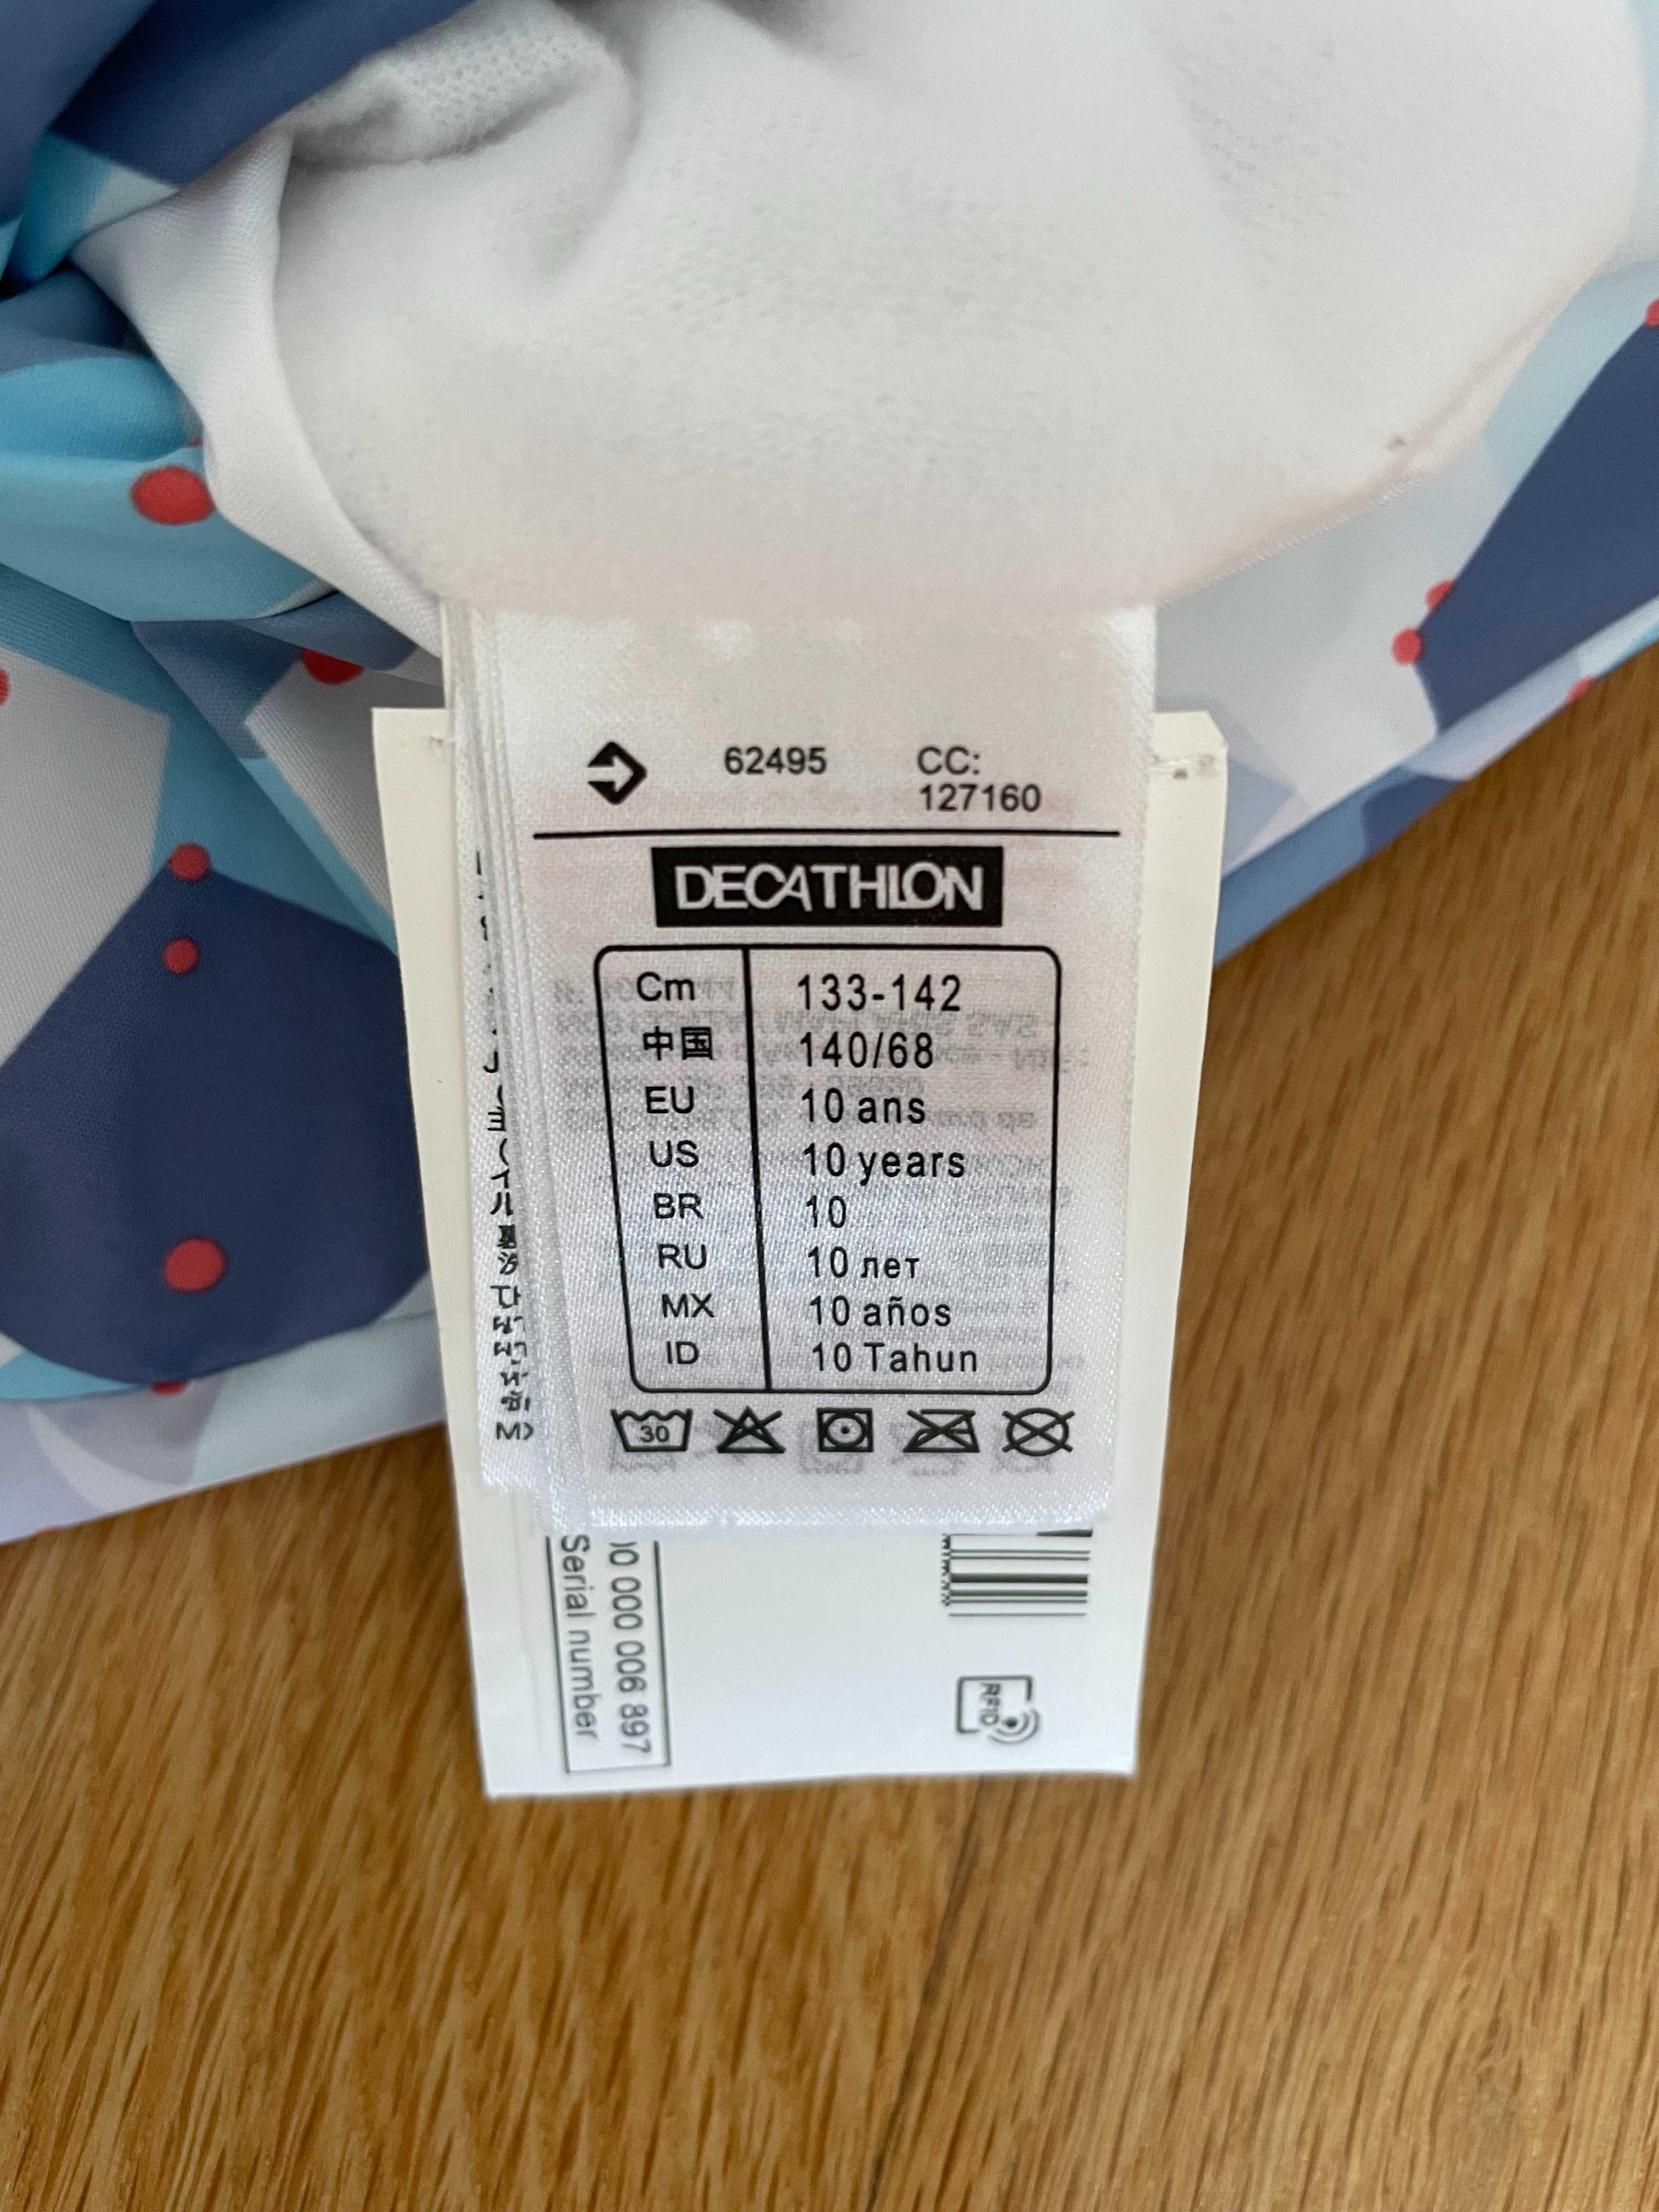 62495 CC:
127160
DECATHLON
Cm 133-142
中国 140/68
EU 10 ans
US 10 years
BR 10
RU 10 лет
MX 10 años
ID 10 Tahun
30
000 006 897
Serial number
RFID